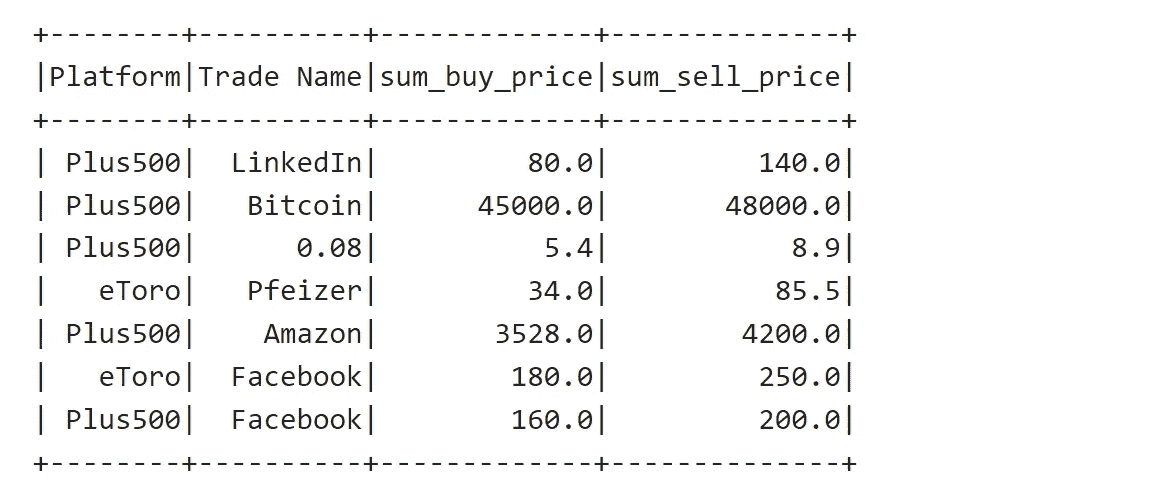 +--------+----------+-------------+--------------+
|Platform|Trade Name|sum_buy_price|sum_sell_price|
+--------+----------+-------------+--------------+
| Plus500|  LinkedIn|         80.0|         140.0|
| Plus500|   Bitcoin|      45000.0|       48000.0|
| Plus500|      0.08|          5.4|           8.9|
|   eToro|   Pfeizer|         34.0|          85.5|
| Plus500|    Amazon|       3528.0|        4200.0|
|   eToro|  Facebook|        180.0|         250.0|
| Plus500|  Facebook|        160.0|         200.0|
+--------+----------+-------------+--------------+